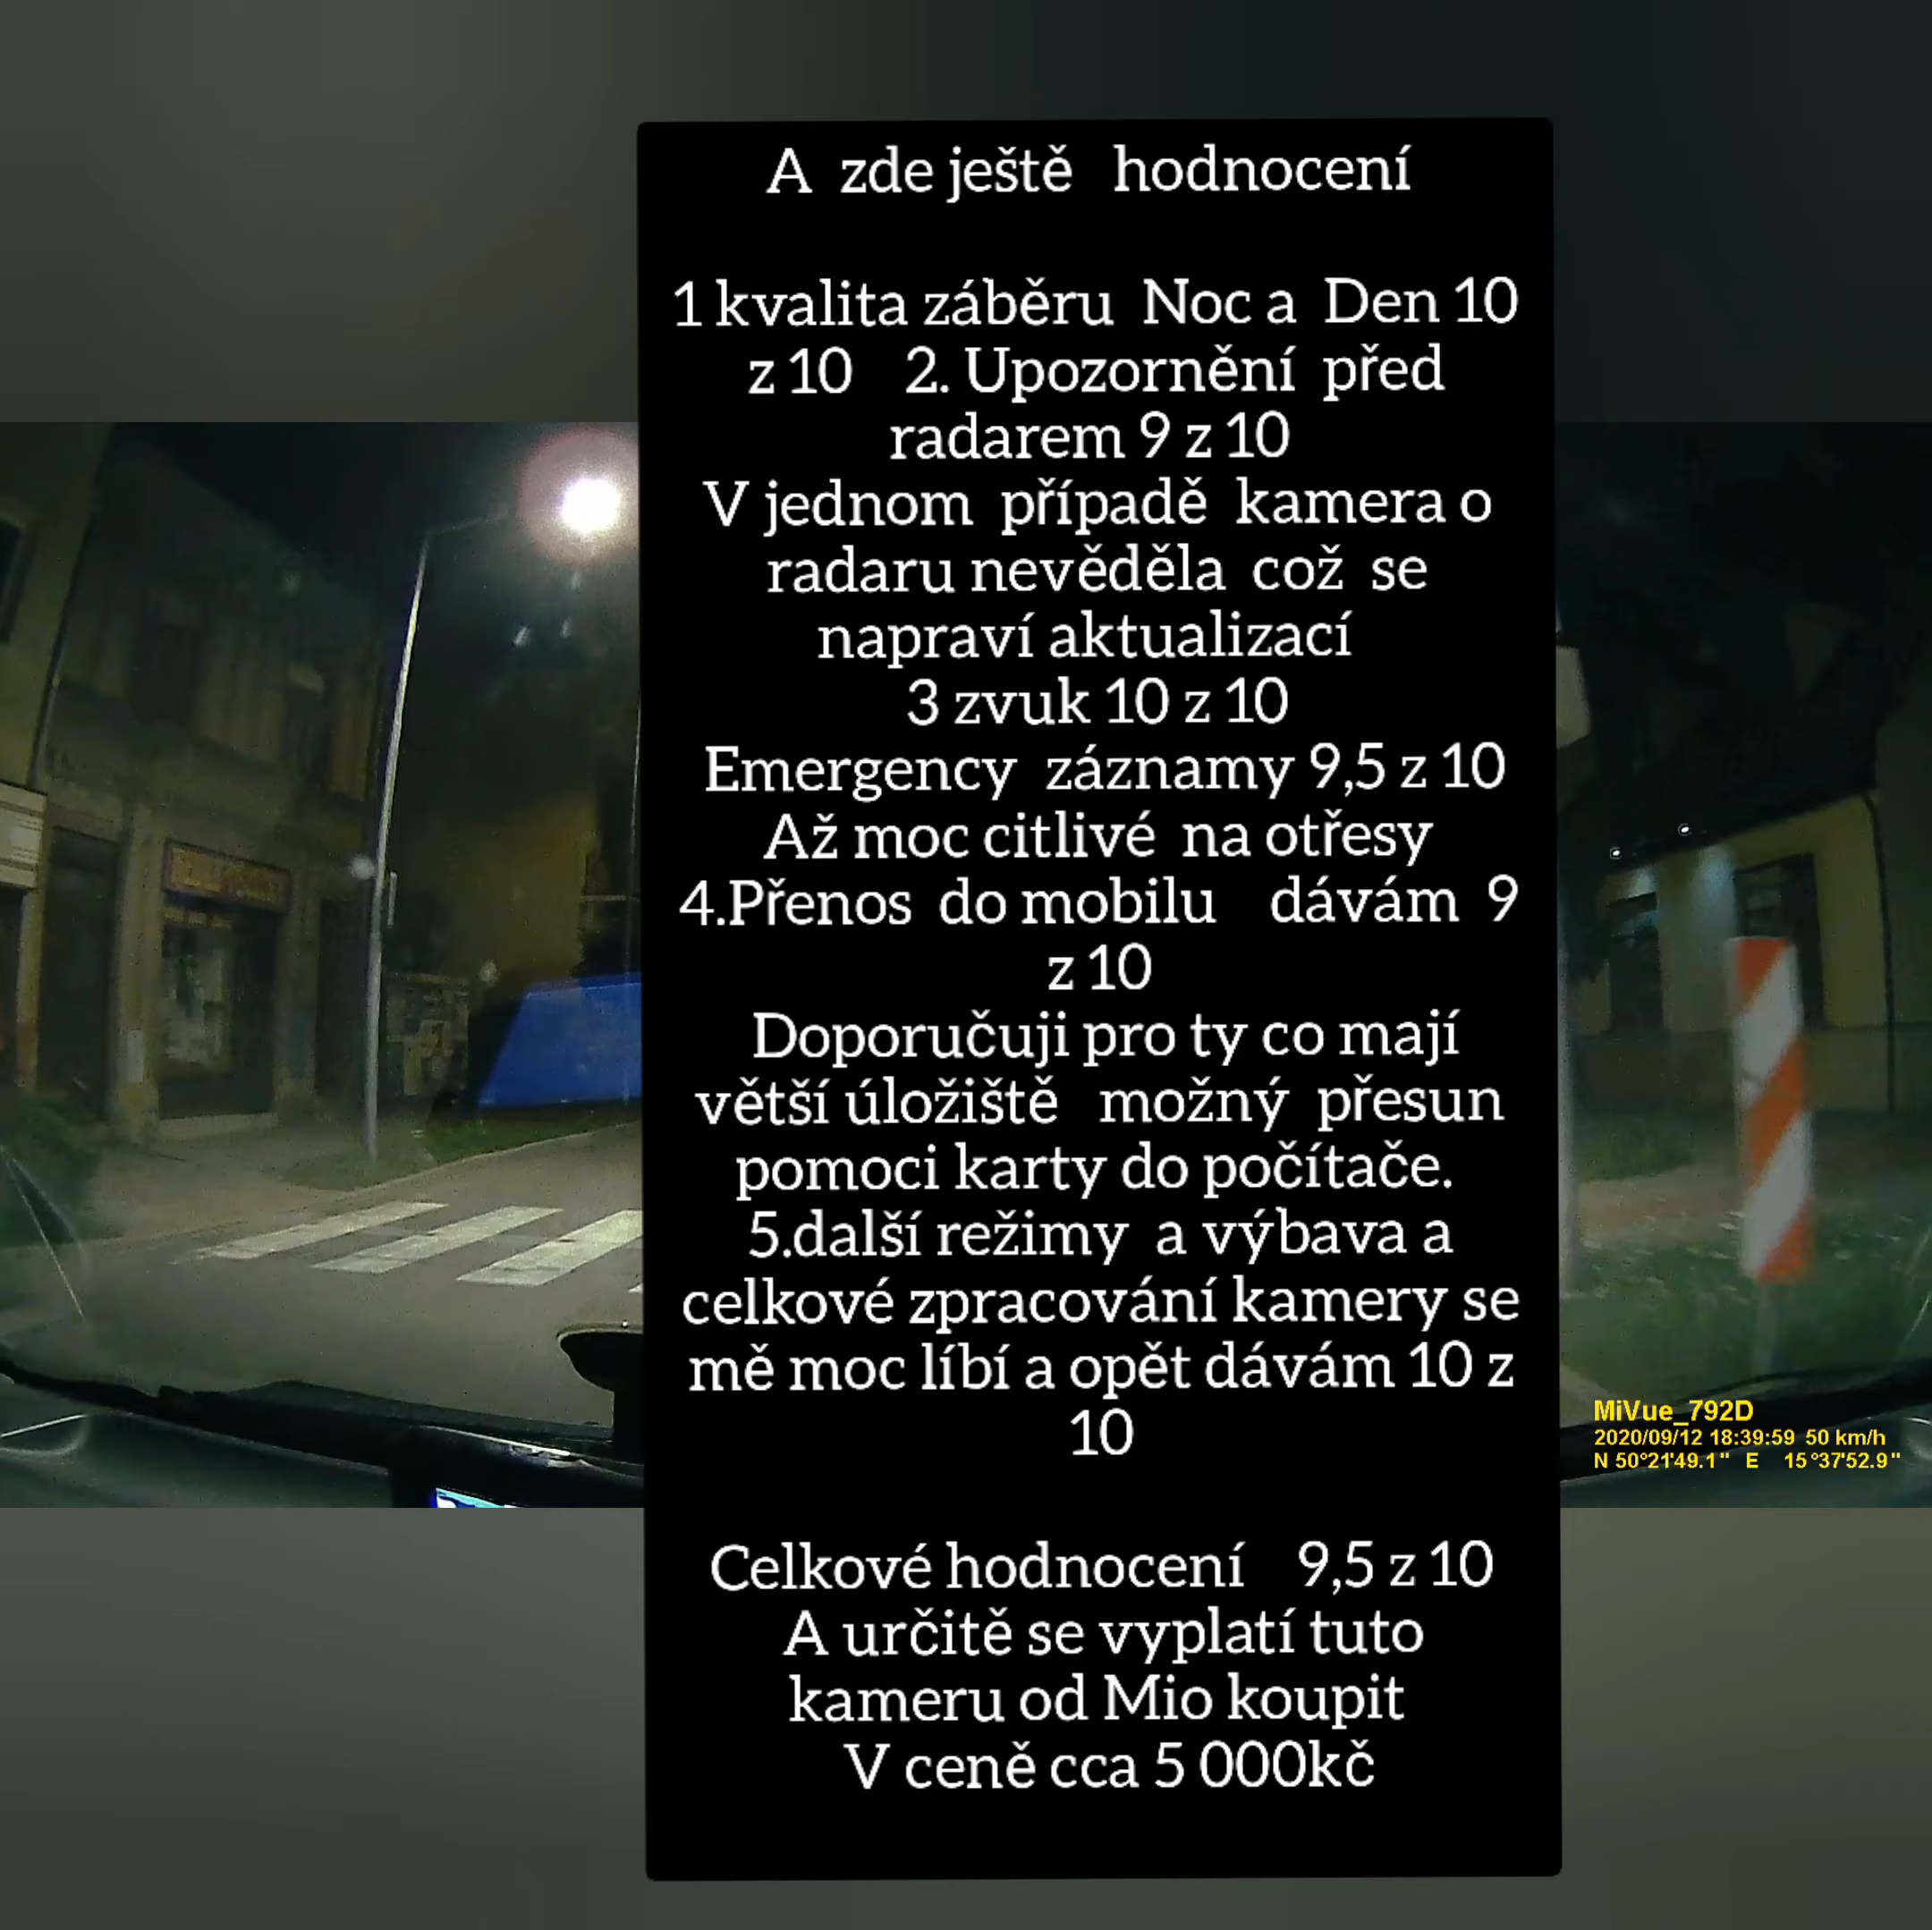 A zde ještě hodnocení
1 kvalita záběru Noc a Den 10
z 10 2. Upozornění před
radarem 9 z 10
V jednom případě kamera o
radaru nevěděla což se
napraví aktualizací
3 zvuk 10 z 10
Emergency záznamy 9,5 z 10
Až moc citlivé na otřesy
4.Přenos do mobilu dávám 9
z 10
Doporučuji pro ty co mají
větší úložiště možný přesun
pomoci karty do počítače.
5.další režimy a výbava a
celkové zpracování kamery se
mě moc líbí a opět dávám 10 z
10
Celkové hodnocení 9,5 z 10
A určitě se vyplatí tuto
kameru od Mio koupit
V ceně cca 5 000kč
MiVue_792D
2020/09/12 18:39:59 50 km/h
N 50°21'49.1" E 15°37'52.9"